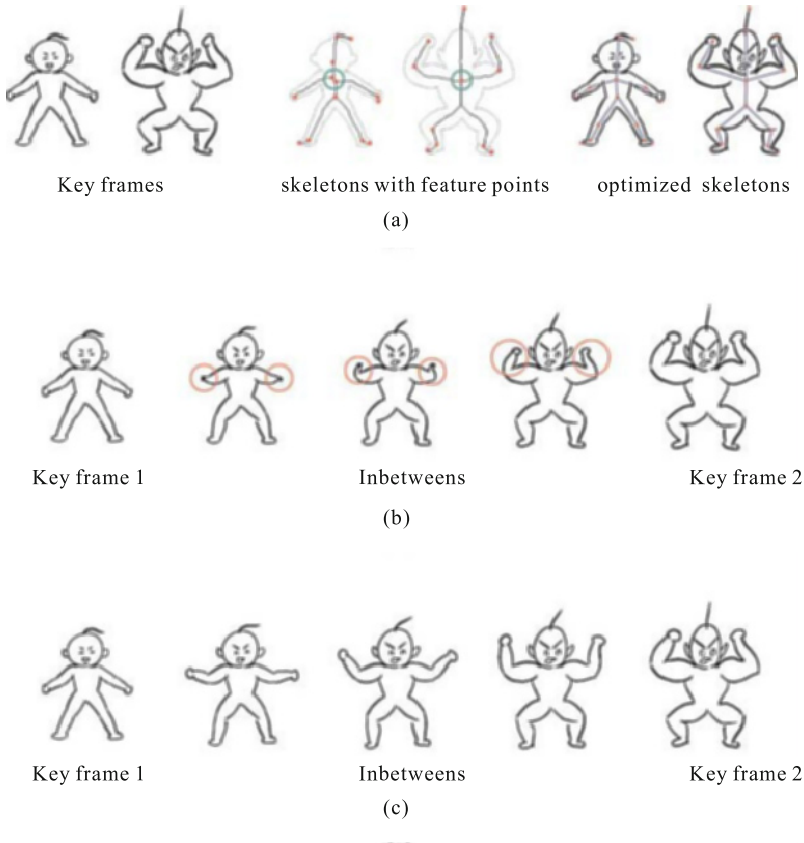 Key frames skeletons with feature points optimized skeletons
(a)
Key frame 1 Inbetweens Key frame 2
(b)
Key frame 1 Inbetweens Key frame 2
(c)